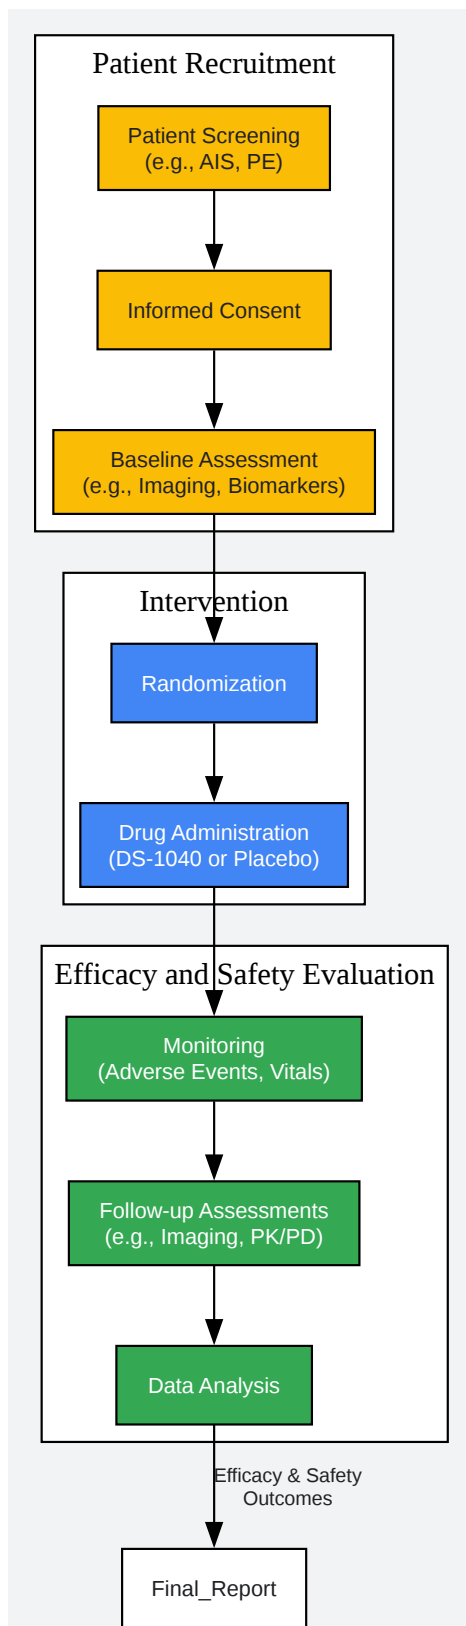 Patient Recruitment
Patient Screening
(e.g., AIS, PE)
Informed Consent
Baseline Assessment
(e.g., Imaging, Biomarkers)
Intervention
Randomization
Drug Administration
(DS-1040 or Placebo)
Efficacy and Safety Evaluation
Monitoring
(Adverse Events, Vitals)
Follow-up Assessments
(e.g., Imaging, PK/PD)
Data Analysis
Efficacy & Safety
Outcomes
Final_Report